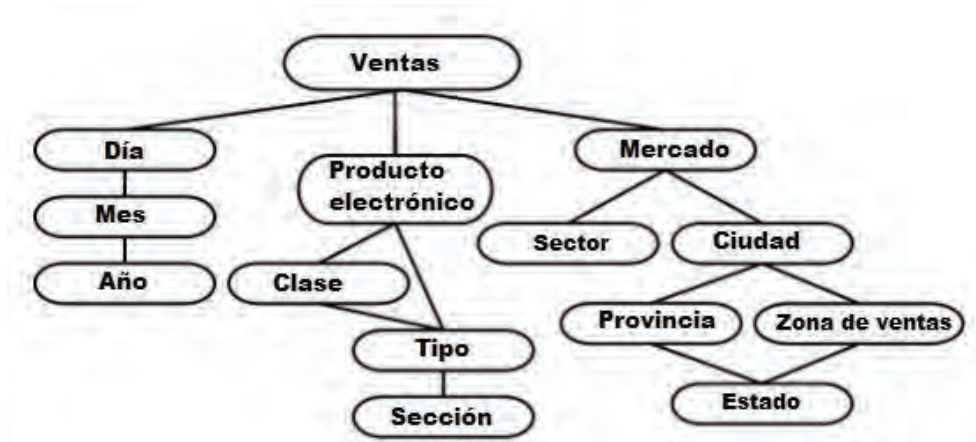 Ventas
Día
Mes
Año
Producto
electrónico
Clase
Tipo
Sección
Mercado
Sector
Ciudad
Provincia
Zona de ventas
Estado